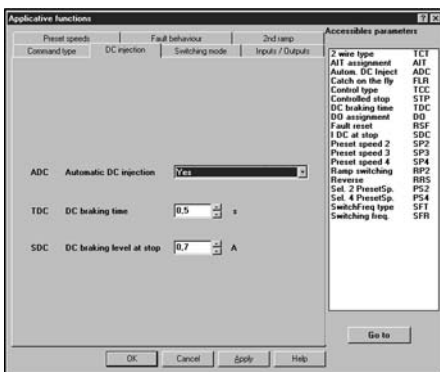 Applicative functions
Preset speeds Fault behaviour 2nd ramp
Command type DC injection Switching mode Inputs / Outputs
ADC Automatic DC injection Yes
TDC DC braking time 0,5 s
SDC DC braking level at stop 0,7 A
OK Cancel Apply Help
Accessibles parameters
2 wire type TCT
AIT assignment AIT
Autom. DC Inject ADC
Catch on the fly FLR
Control type TCC
Controlled stop STP
DC braking time TDC
DO assignment DO
Fault reset RSF
I DC at stop SDC
Preset speed 2 SP2
Preset speed 3 SP3
Preset speed 4 SP4
Ramp switching RP2
Reverse RRS
Sel. 2 PresetSp. PS2
Sel. 4 PresetSp. PS4
SwitchFreq type SFT
Switching freq. SFR
Go to